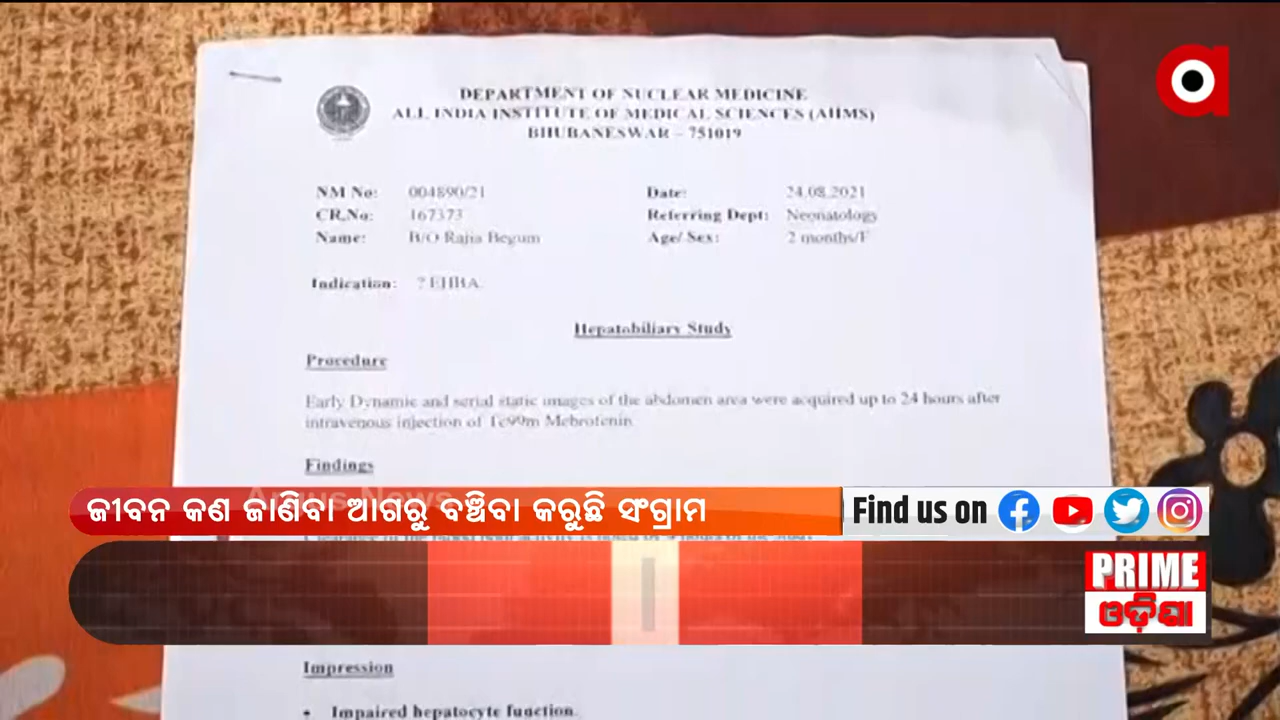 DEPARTMENT OF NUCLEAR MEDICINE
ALL INDIA INSTITUTE OF MEDICAL SCIENCES (AIIMS)
BHUBANESWAR – 751019
NM No: 004890/21 Date: 24.08.2021
CR.No: 167373 Referring Dept: Neonatology
Name: B/O Rajia Begum Age/ Sex: 2 months/F
Indication: ? EHBA
Hepatobiliary Study
Procedure
Early Dynamic and serial static images of the abdomen area were acquired up to 24 hours after
intravenous injection of Tc99m Mebrofenin
Findings
Argus News
ଜୀବନ କଣ ଜାଣିବା ଆଗରୁ ବଞ୍ଚିବା କରୁଛି ସଂଗ୍ରାମ
Find us on
PRIME
ଓଡ଼ିଶା
Impression
• Impaired hepatocyte function.